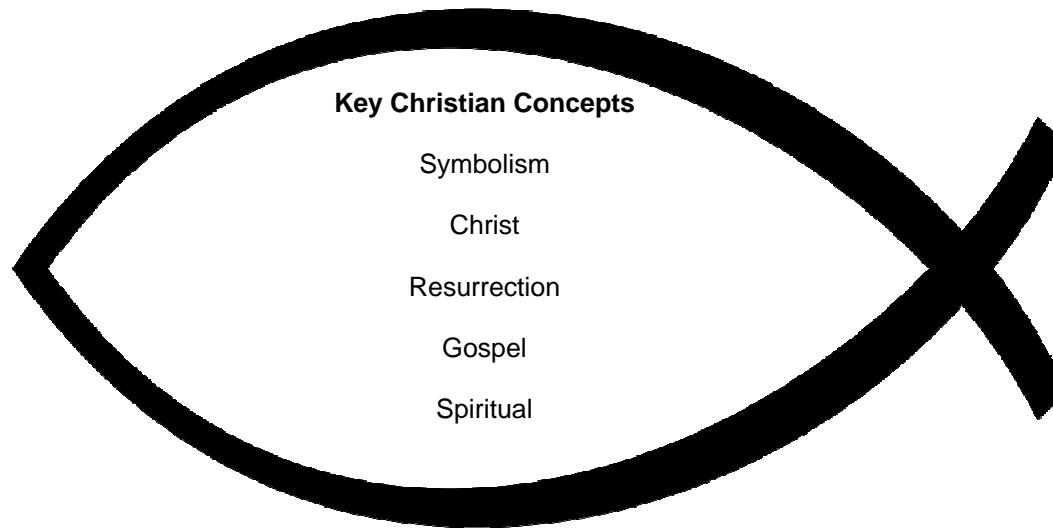 Key Christian Concepts
Symbolism
Christ
Resurrection
Gospel
Spiritual